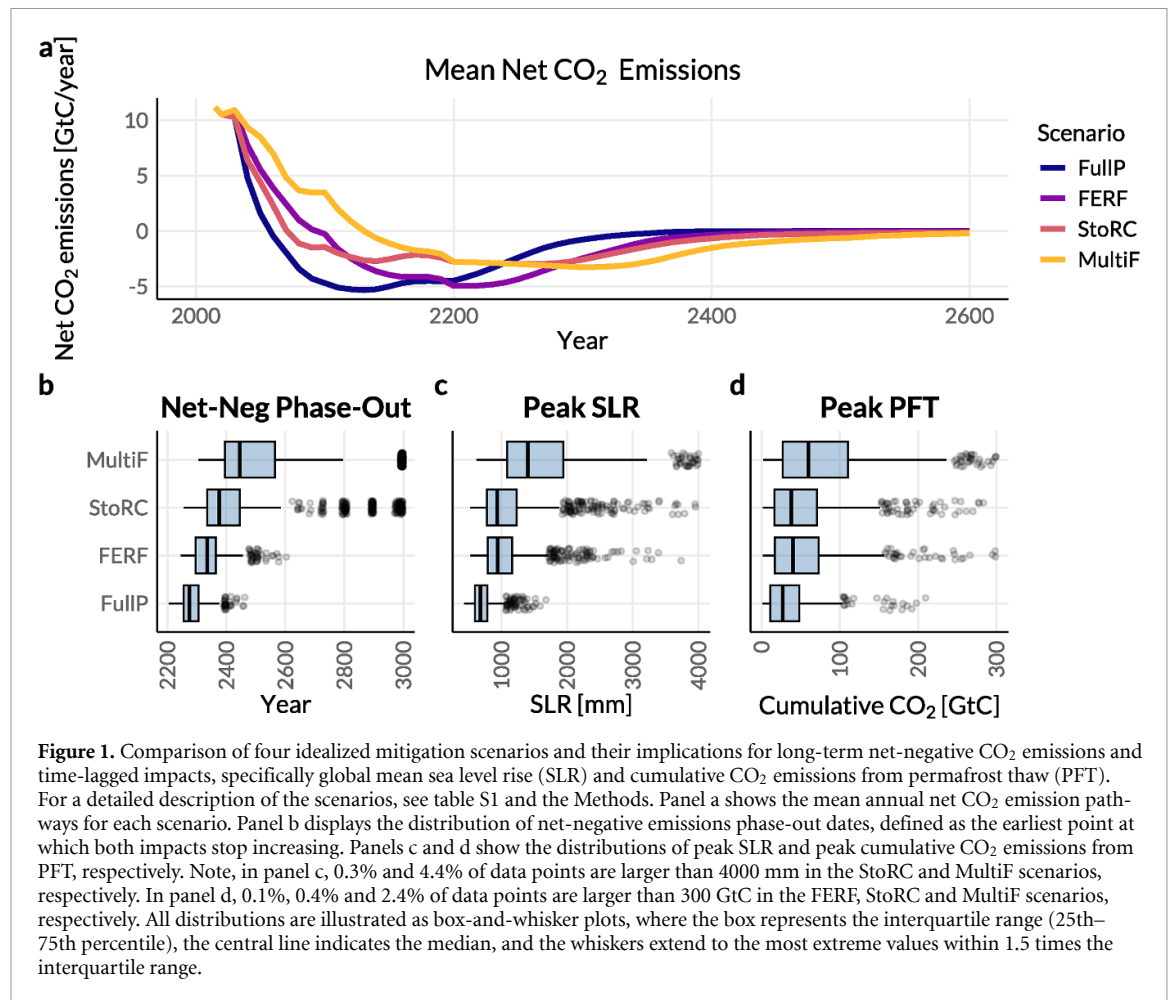 a
Mean Net CO₂ Emissions
Net CO₂ emissions [GtC/year]
10
5
0
-5
2000
2200
2400
2600
Year
Scenario
FullP
FERF
StoRC
MultiF
b
Net-Neg Phase-Out
MultiF
StoRC
FERF
FullP
2200
2400
2600
2800
3000
Year
c
Peak SLR
1000
2000
3000
4000
SLR [mm]
d
Peak PFT
0
100
200
300
Cumulative CO₂ [GtC]
Figure 1. Comparison of four idealized mitigation scenarios and their implications for long-term net-negative CO₂ emissions and
time-lagged impacts, specifically global mean sea level rise (SLR) and cumulative CO₂ emissions from permafrost thaw (PFT).
For a detailed description of the scenarios, see table S1 and the Methods. Panel a shows the mean annual net CO₂ emission path-
ways for each scenario. Panel b displays the distribution of net-negative emissions phase-out dates, defined as the earliest point at
which both impacts stop increasing. Panels c and d show the distributions of peak SLR and peak cumulative CO₂ emissions from
PFT, respectively. Note, in panel c, 0.3% and 4.4% of data points are larger than 4000 mm in the StoRC and MultiF scenarios,
respectively. In panel d, 0.1%, 0.4% and 2.4% of data points are larger than 300 GtC in the FERF, StoRC and MultiF scenarios,
respectively. All distributions are illustrated as box-and-whisker plots, where the box represents the interquartile range (25th–
75th percentile), the central line indicates the median, and the whiskers extend to the most extreme values within 1.5 times the
interquartile range.